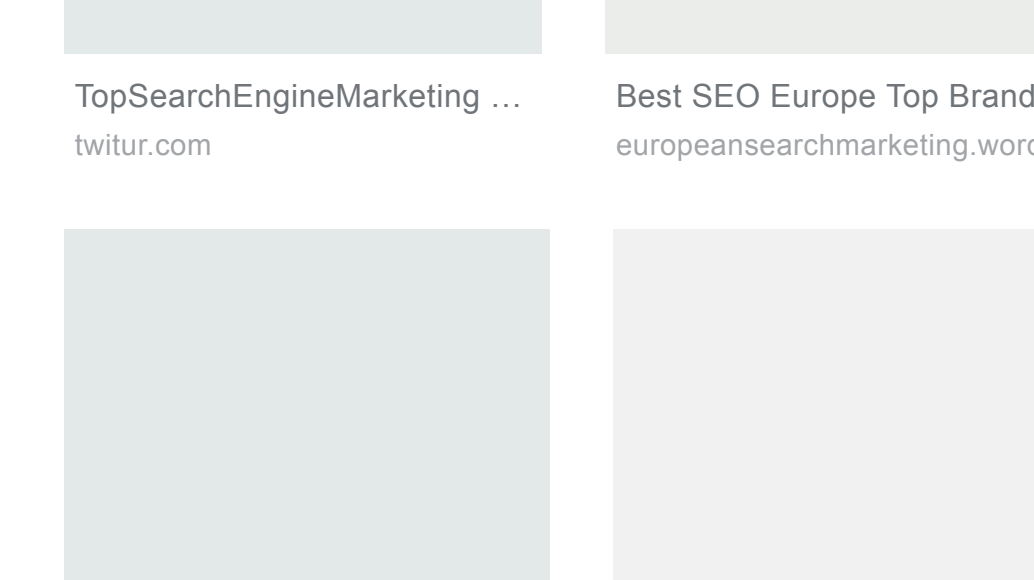 TopSearchEngineMarketing …
twitur.com
Best SEO Europe Top Brand
europeansearchmarketing.word